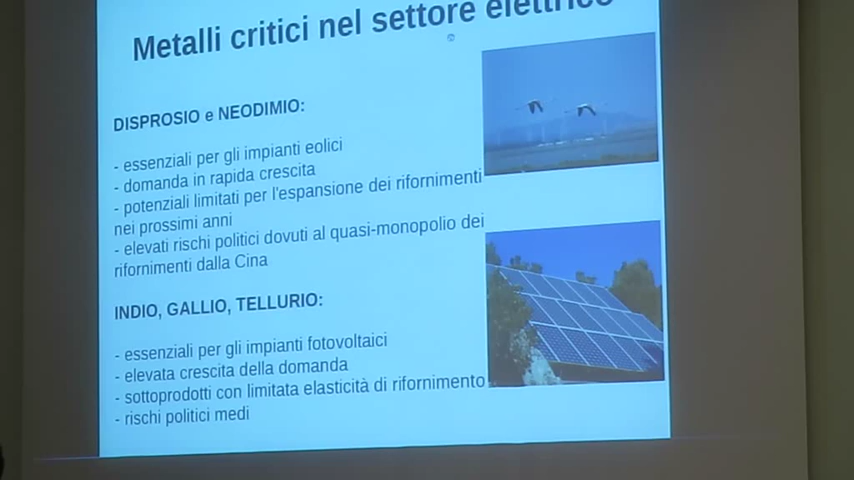 Metalli critici nel settore elettrico
DISPROSIO e NEODIMIO:
- essenziali per gli impianti eolici
- domanda in rapida crescita
- potenziali limitati per l'espansione dei rifornimenti
nei prossimi anni
- elevati rischi politici dovuti al quasi-monopolio dei
rifornimenti dalla Cina
INDIO, GALLIO, TELLURIO:
- essenziali per gli impianti fotovoltaici
- elevata crescita della domanda
- sottoprodotti con limitata elasticità di rifornimento
- rischi politici medi